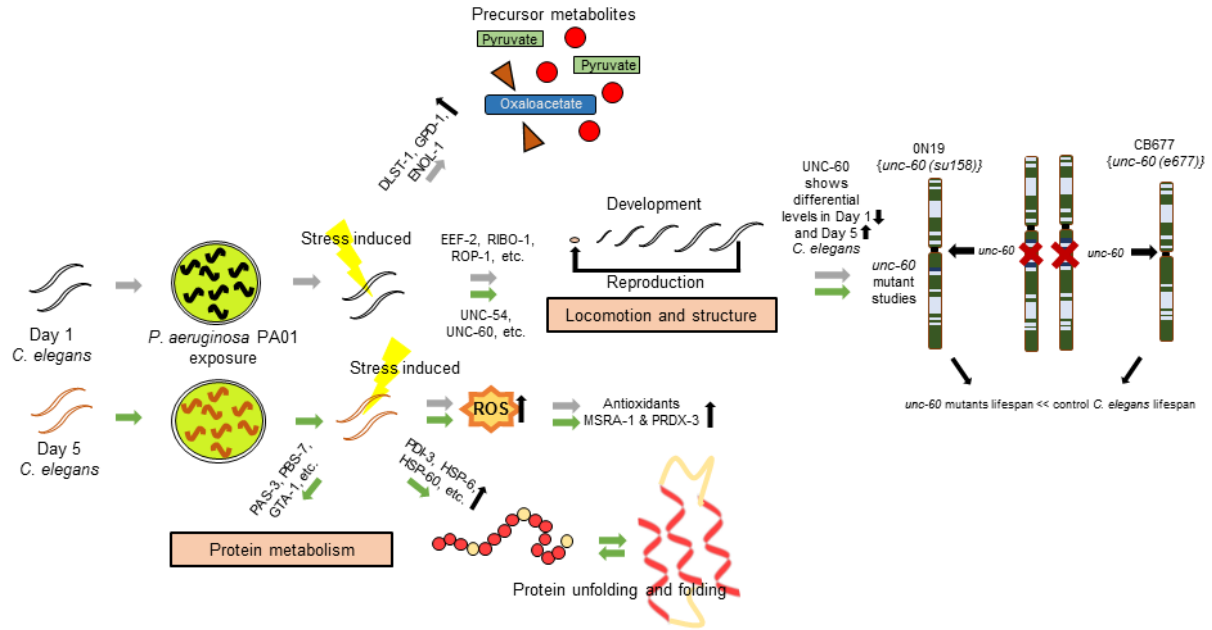 Precursor metabolites
Pyruvate
Pyruvate
Oxaloacetate
DLST-1, GPD-1,
ENOL-1
Day 1
C. elegans
P. aeruginosa PA01
exposure
Stress induced
EEF-2, RIBO-1,
ROP-1, etc.
UNC-54,
UNC-60, etc.
Development
Reproduction
Locomotion and structure
UNC-60
shows
differential
levels in Day 1
and Day 5
C. elegans
unc-60
mutant
studies
0N19
{unc-60 (su158)}
CB677
{unc-60 (e677)}
unc-60
unc-60
unc-60 mutants lifespan << control C. elegans lifespan
Day 5
C. elegans
Stress induced
ROS
Antioxidants
MSRA-1 & PRDX-3
PAS-3, PBS-7,
GTA-1, etc.
Protein metabolism
PDI-3, HSP-6,
HSP-60, etc.
Protein unfolding and folding